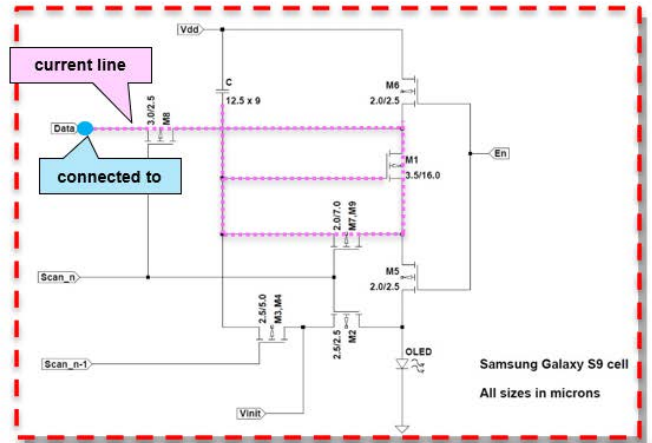 Vdd
current line
C
12.5 x 9
M6
2.0/2.5
3.0/2.5
M8
Data
connected to
M1
3.5/16.0
En
2.0/7.0
M7,M9
Scan_n
M5
2.0/2.5
2.5/5.0
M3,M4
2.5/2.5
M2
OLED
Scan_n-1
Samsung Galaxy S9 cell
All sizes in microns
Vinit